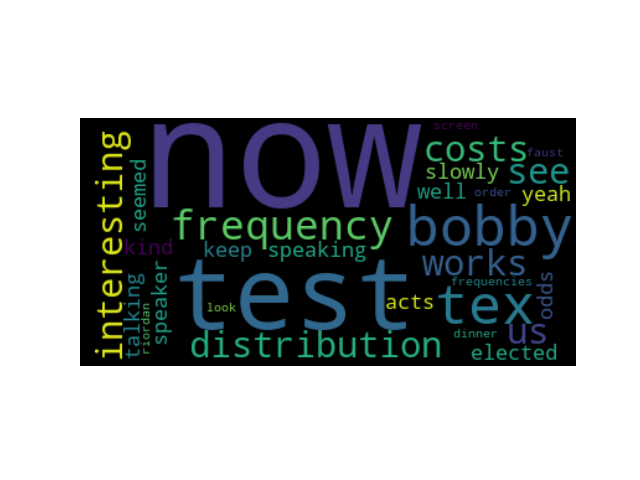 now
screen
interesting
seemed
costs
faust
slowly
see
well
order
yeah
frequency
bobby
kind
keep
speaking
works
test
frequencies
talking
speaker
odds
acts
tex
look
riordan
dinner
us
distribution
elected